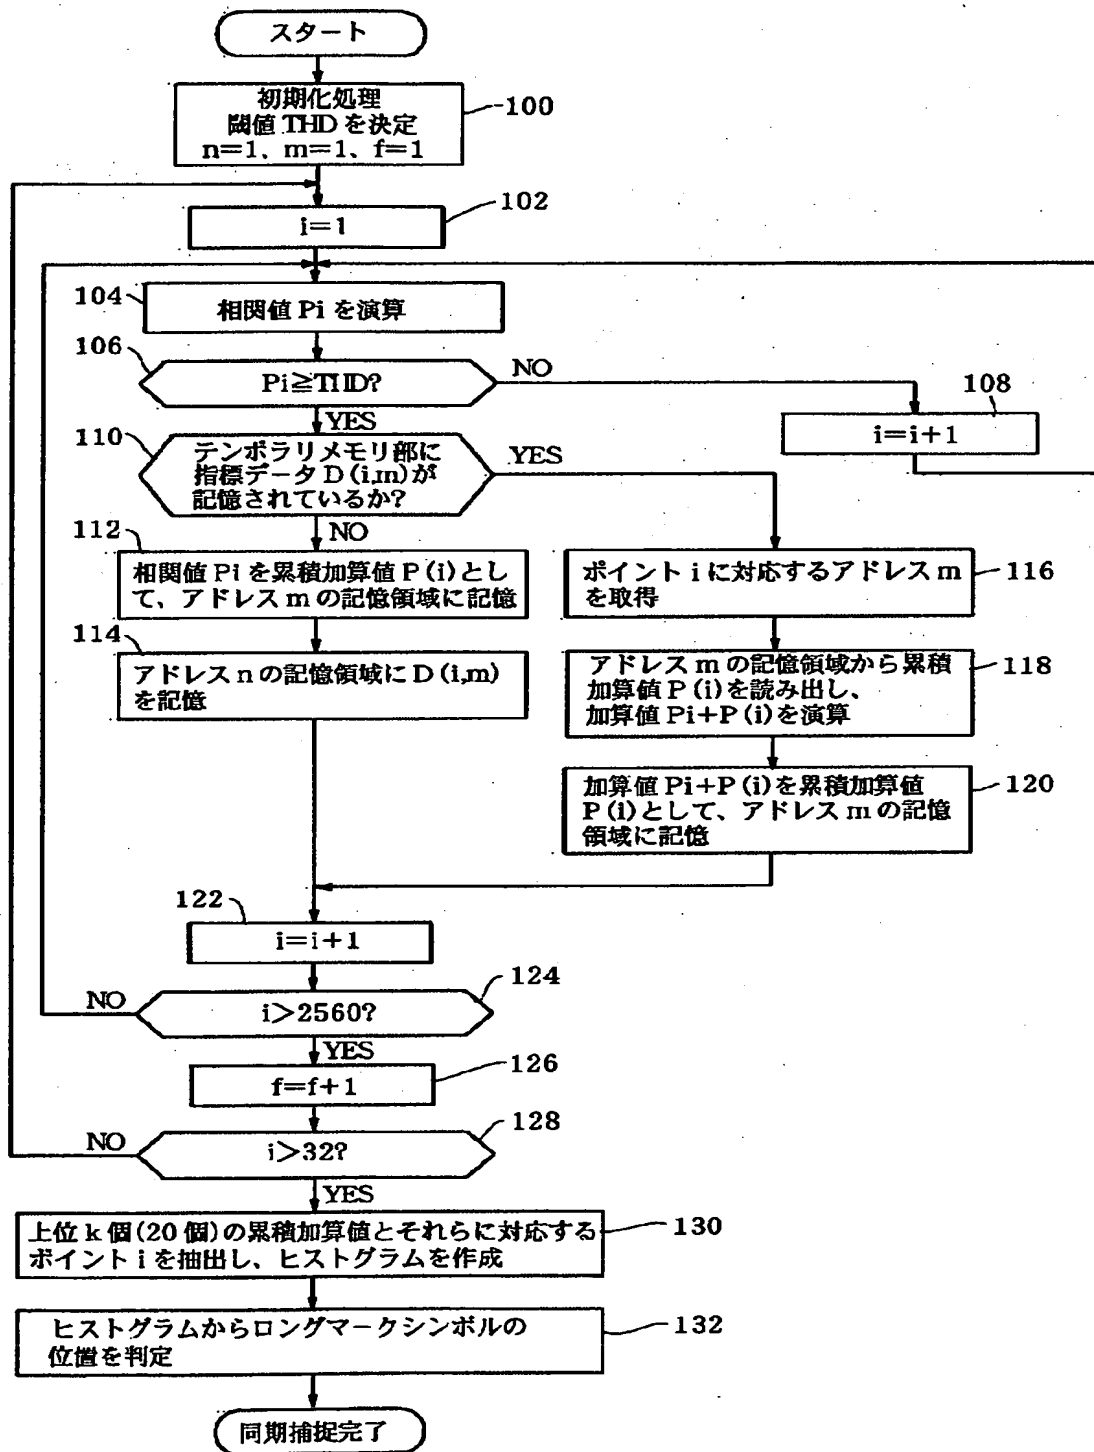 スタート
初期化処理
閾値 THD を決定
n=1、m=1、f=1
100
i=1
102
104
相関値 Pi を演算
106
Pi≧THD?
NO
YES
108
i=i+1
110
テンポラリメモリ部に
指標データ D (i,m) が
記憶されているか?
YES
NO
112
相関値 Pi を累積加算値 P (i) とし
て、アドレス m の記憶領域に記憶
114
アドレス n の記憶領域に D (i,m)
を記憶
ポイント i に対応するアドレス m
を取得
116
アドレス m の記憶領域から累積
加算値 P (i) を読み出し、
加算値 Pi+P (i) を演算
118
加算値 Pi+P (i) を累積加算値
P (i) として、アドレス m の記憶
領域に記憶
120
122
i=i+1
124
i>2560?
NO
YES
126
f=f+1
128
i>32?
NO
YES
上位 k 個 (20 個) の累積加算値とそれらに対応する
ポイント i を抽出し、ヒストグラムを作成
130
ヒストグラムからロングマークシンボルの
位置を判定
132
同期捕捉完了